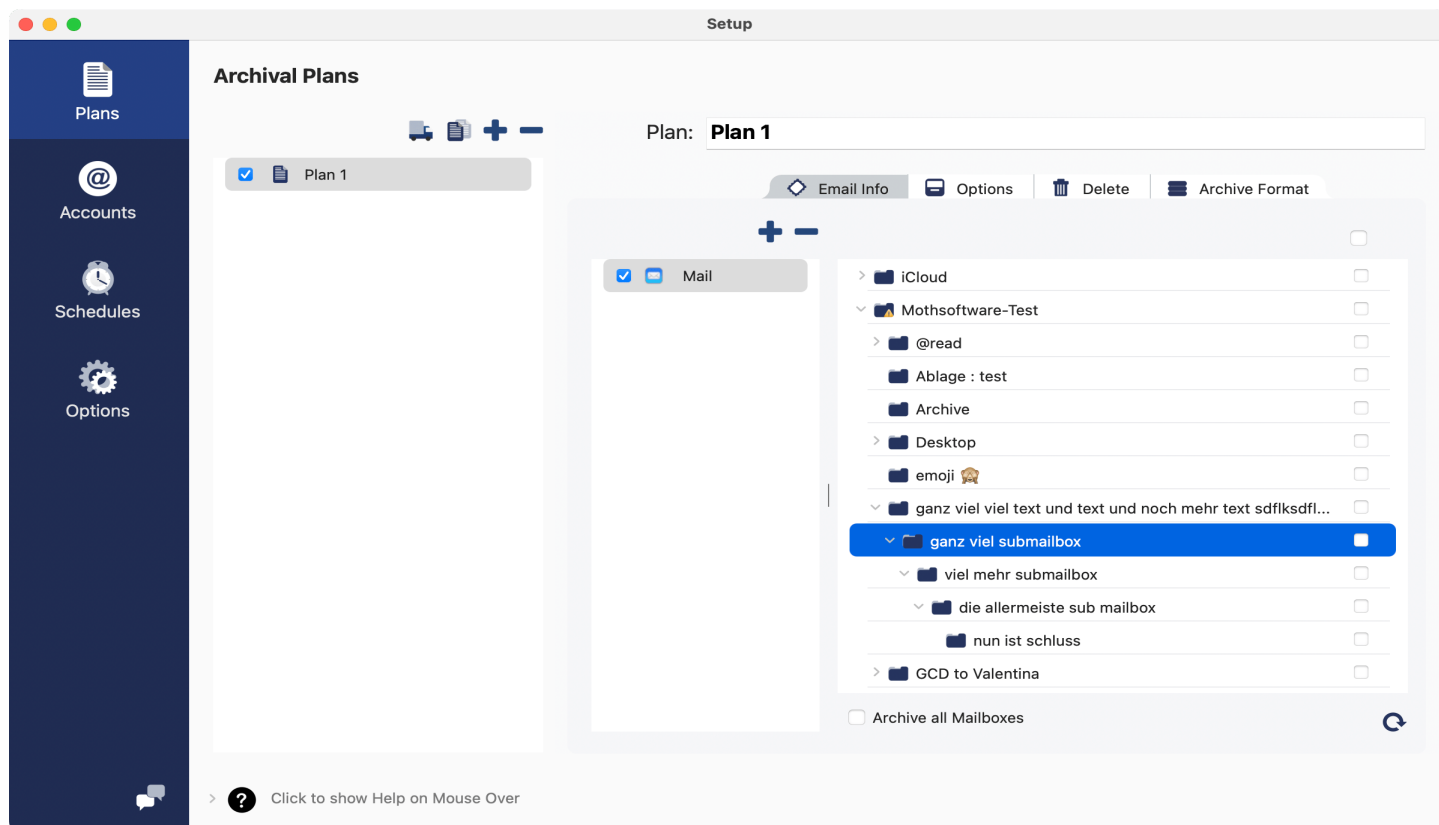 Setup
Plans
Accounts
Schedules
Options
Archival Plans
Plan 1
Plan: Plan 1
Email Info Options Delete Archive Format
Mail
iCloud
Mothsoftware-Test
@read
Ablage : test
Archive
Desktop
emoji 🙈
ganz viel viel text und text und noch mehr text sdflksdfl...
ganz viel submailbox
viel mehr submailbox
die allermeiste sub mailbox
nun ist schluss
GCD to Valentina
Archive all Mailboxes
? Click to show Help on Mouse Over